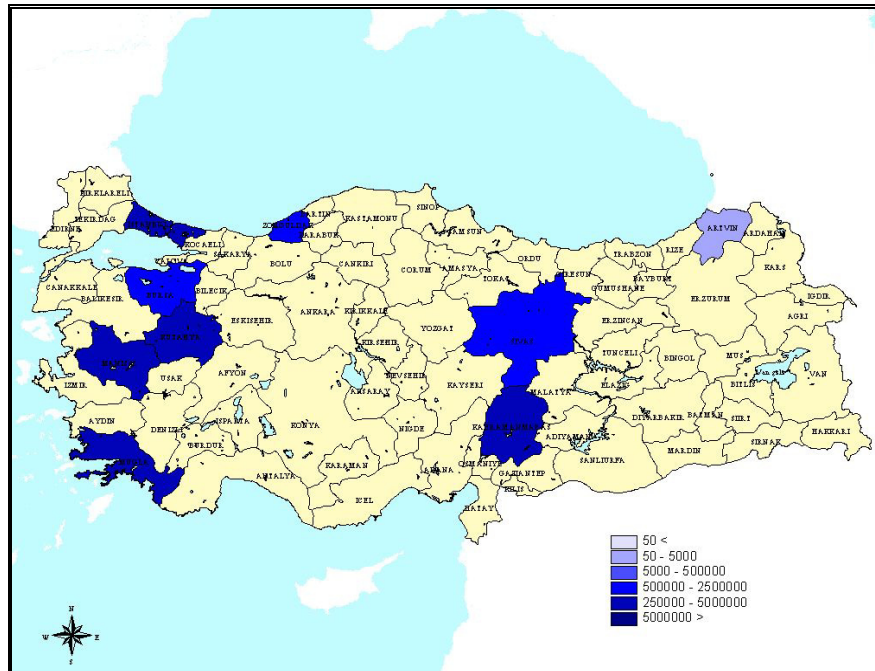 KIRKLARELI
EDIRNE
TEKIRDAG
KOCAELI
SAKARYA
BARTIN
KARABUK
KASTAMONU
SINOP
SAMSUN
ORDU
TRABZON
RIZE
ARTVIN
ARDAHAN
KARS
CANAKKALE
BALIKESIR
BURSA
BILECIK
BOLU
CANKIRI
CORUM
AMASYA
TOKAT
GUMUSHANE
BAYBURT
ERZURUM
IGDIR
AGRI
ESKISEHIR
ANKARA
KIRIKKALE
YOZGAT
SIVAS
ERZINCAN
TUNCELI
BINGOL
MUS
BITLIS
Van golu
VAN
IZMIR
MANISA
USAK
AFYON
KIRSEHIR
NEVSEHIR
AKSARAY
KAYSERI
MALATYA
ELAZIG
DIYARBAKIR
BATMAN
SIIRT
HAKKARI
SIRNAK
MARDIN
AYDIN
DENIZLI
ISPARTA
BURDUR
KONYA
NIGDE
KAHRAMANMARAS
ADIYAMAN
SANLIURFA
ANTALYA
KARAMAN
ICEL
ADANA
OSMANIYE
GAZIANTEP
KILIS
HATAY
50 <
50 - 5000
5000 - 500000
500000 - 2500000
250000 - 5000000
5000000 >
N
W E
S